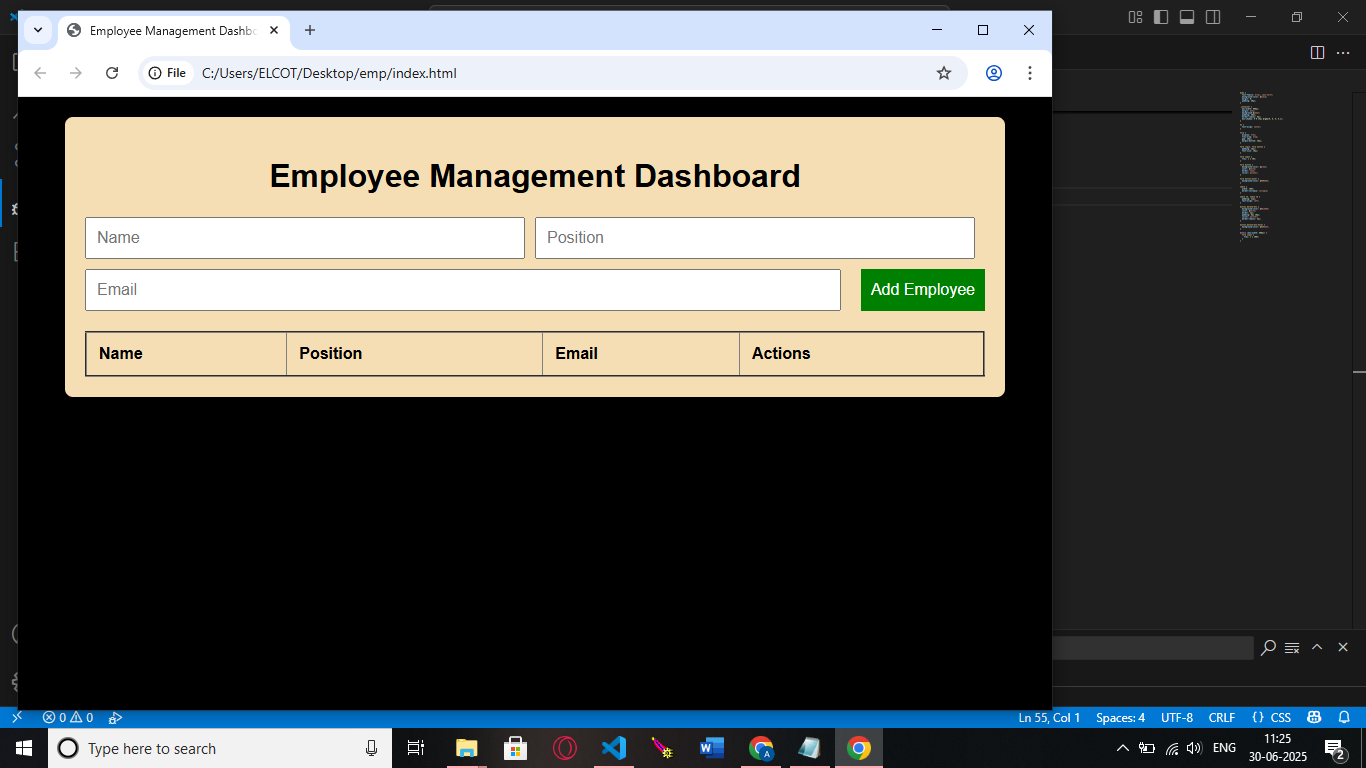 Employee Management Dashbo
File C:/Users/ELCOT/Desktop/emp/index.html
Employee Management Dashboard
Name Position
Email Add Employee
Name Position Email Actions
0 0 Ln 55, Col 1 Spaces: 4 UTF-8 CRLF {} CSS
Type here to search ENG 11:25
30-06-2025 2